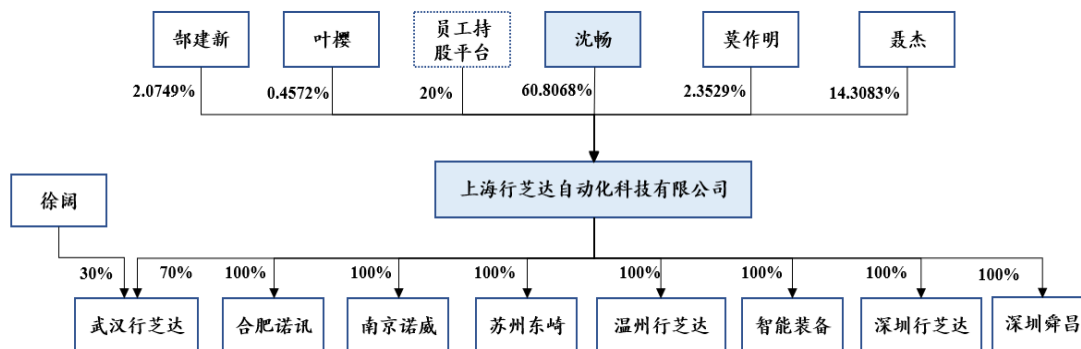 郜建新
叶樱
员工持
股平台
沈畅
莫作明
聂杰
2.0749%
0.4572%
20%
60.8068%
2.3529%
14.3083%
上海行芝达自动化科技有限公司
徐阔
30%
70%
100%
100%
100%
100%
100%
100%
100%
武汉行芝达
合肥诺讯
南京诺威
苏州东崎
温州行芝达
智能装备
深圳行芝达
深圳舜昌